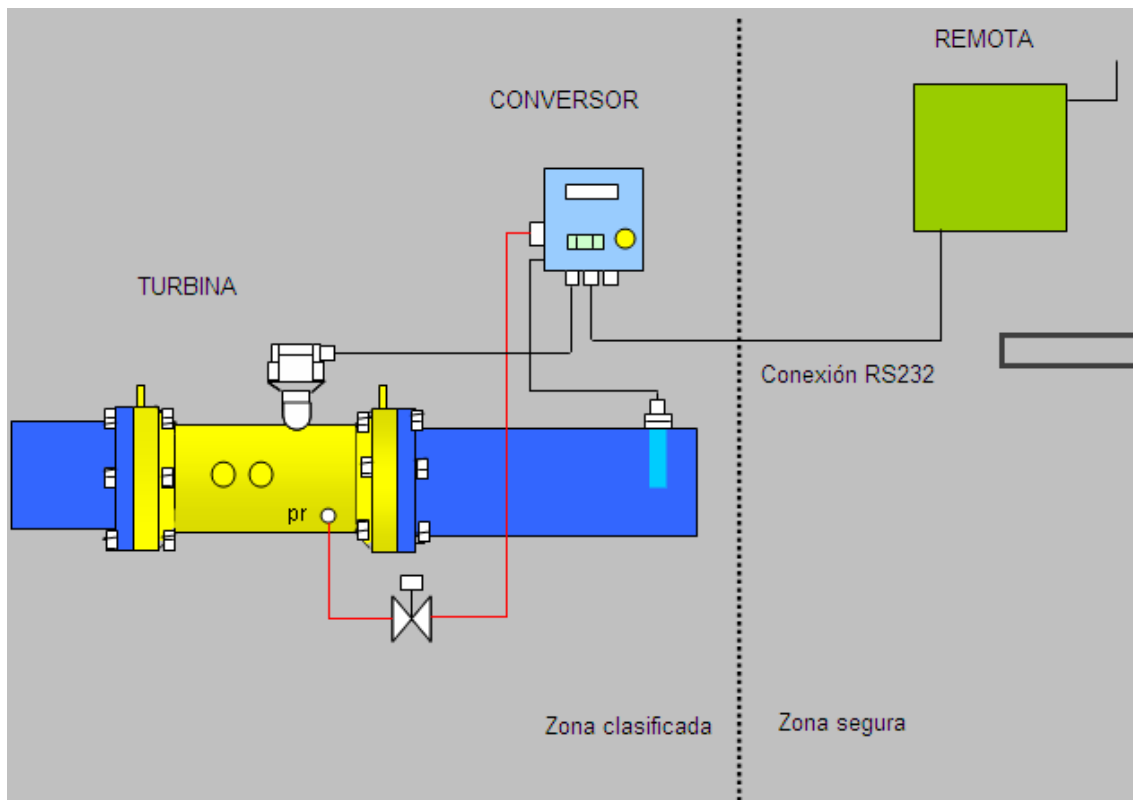 REMOTA
CONVERSOR
TURBINA
Conexión RS232
pr
Zona clasificada
Zona segura